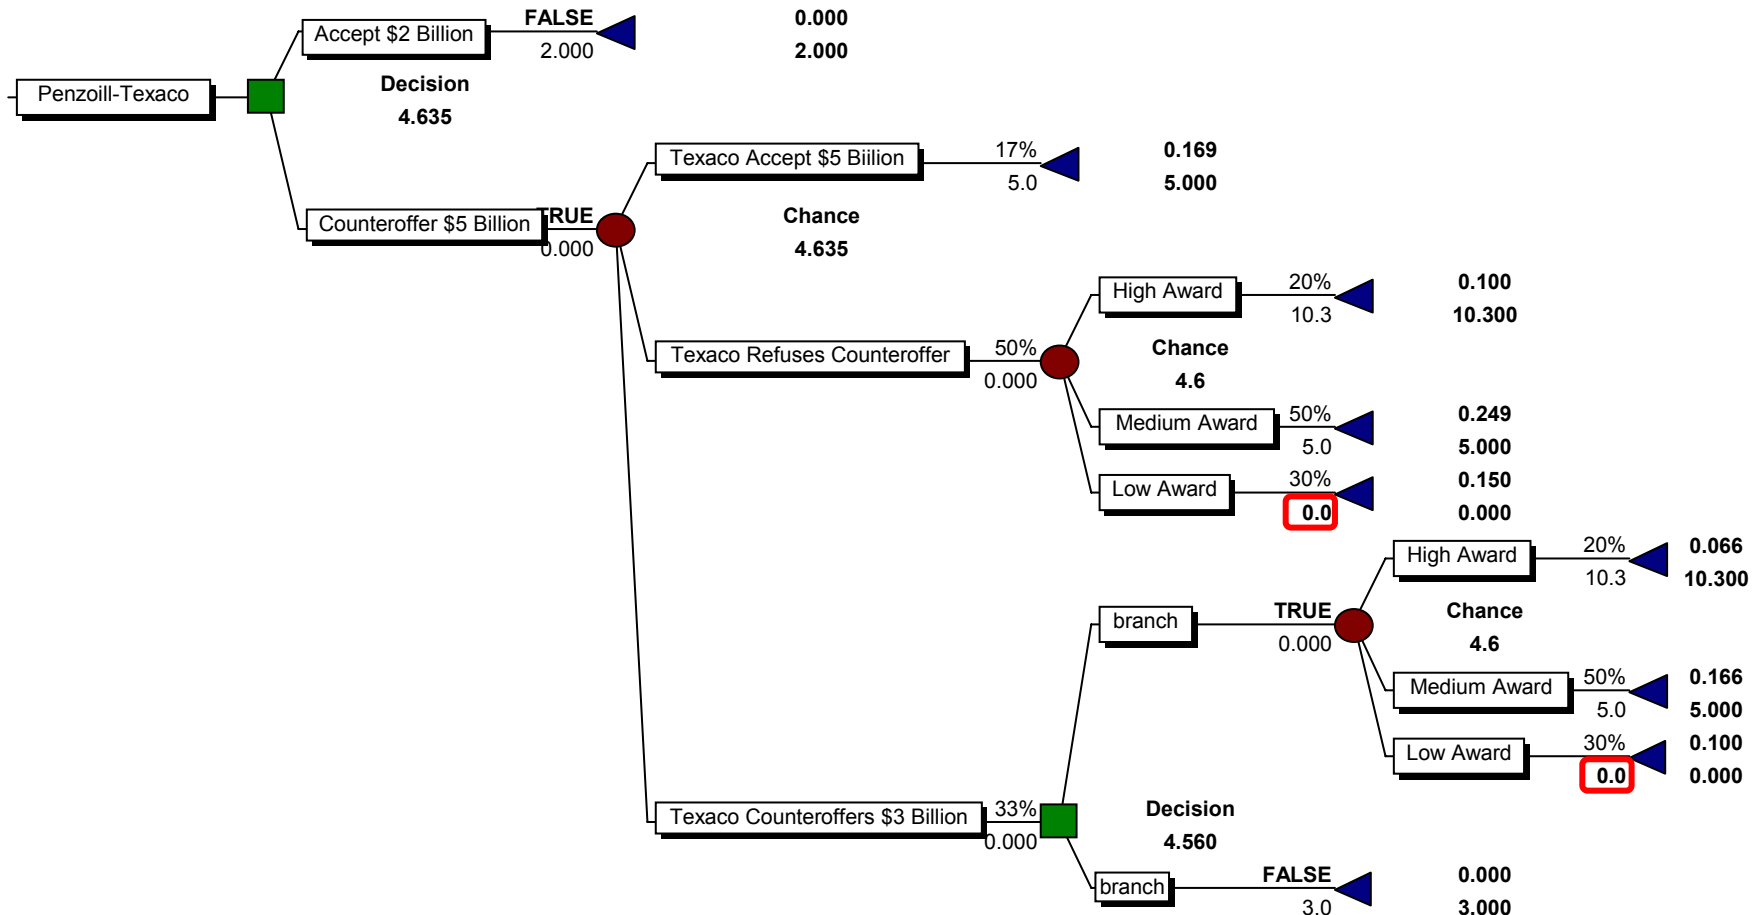 FALSE 0.000
Accept $2 Billion
2.000 2.000
Decision
Penzoill-Texaco
4.635
17% 0.169
Texaco Accept $5 Biilion
5.0 5.000
TRUE Chance
Counteroffer $5 Billion
0.000 4.635
20% 0.100
High Award
10.3 10.300
50% Chance
Texaco Refuses Counteroffer
0.000 4.6
50% 0.249
Medium Award
5.0 5.000
30% 0.150
Low Award
0.0 0.000
20% 0.066
High Award
10.3 10.300
TRUE Chance
branch
0.000 4.6
50% 0.166
Medium Award
5.0 5.000
30% 0.100
Low Award
0.0 0.000
33% Decision
Texaco Counteroffers $3 Billion
0.000 4.560
FALSE 0.000
branch
3.0 3.000